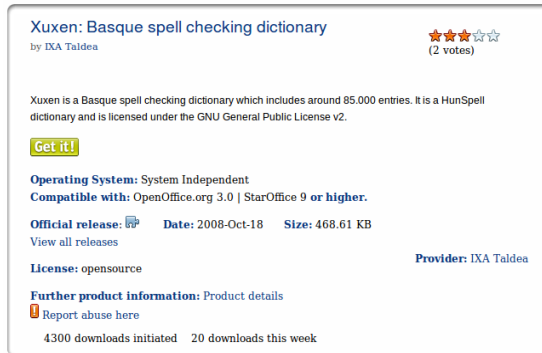 Xuxen: Basque spell checking dictionary
by IXA Taldea
(2 votes)
Xuxen is a Basque spell checking dictionary which includes around 85.000 entries. It is a HunSpell
dictionary and is licensed under the GNU General Public License v2.
Get it!
Operating System: System Independent
Compatible with: OpenOffice.org 3.0 | StarOffice 9 or higher.
Official release: Date: 2008-Oct-18 Size: 468.61 KB
View all releases
Provider: IXA Taldea
License: opensource
Further product information: Product details
Report abuse here
4300 downloads initiated 20 downloads this week